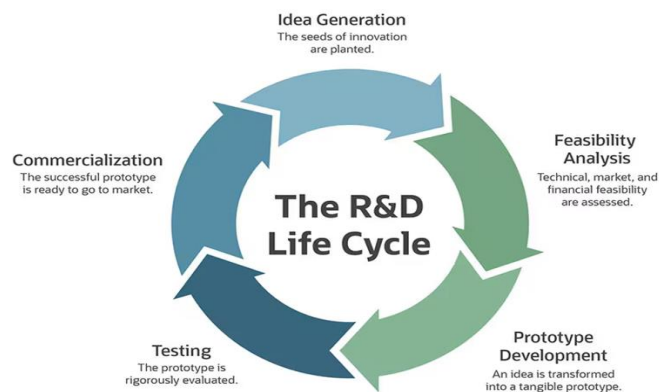 Idea Generation
The seeds of innovation
are planted.
Feasibility
Analysis
Technical, market, and
financial feasibility
are assessed.
Prototype
Development
An idea is transformed
into a tangible prototype.
Testing
The prototype is
rigorously evaluated.
Commercialization
The successful prototype
is ready to go to market.
The R&D
Life Cycle